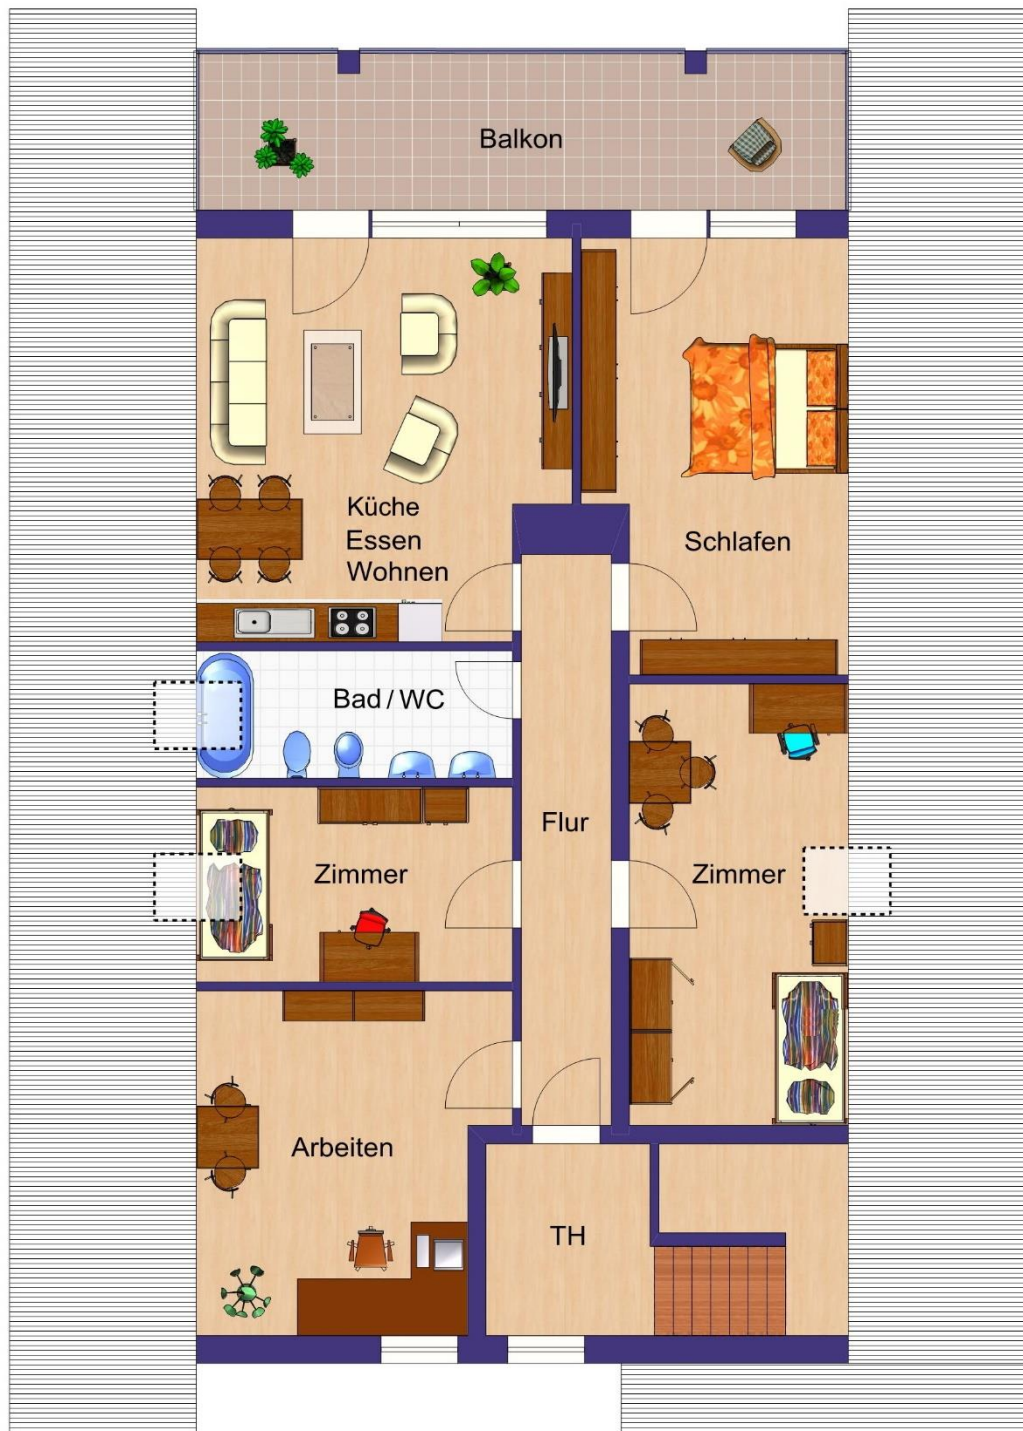 Balkon
Küche
Essen
Wohnen
Schlafen
Bad / WC
Flur
Zimmer
Zimmer
Arbeiten
TH